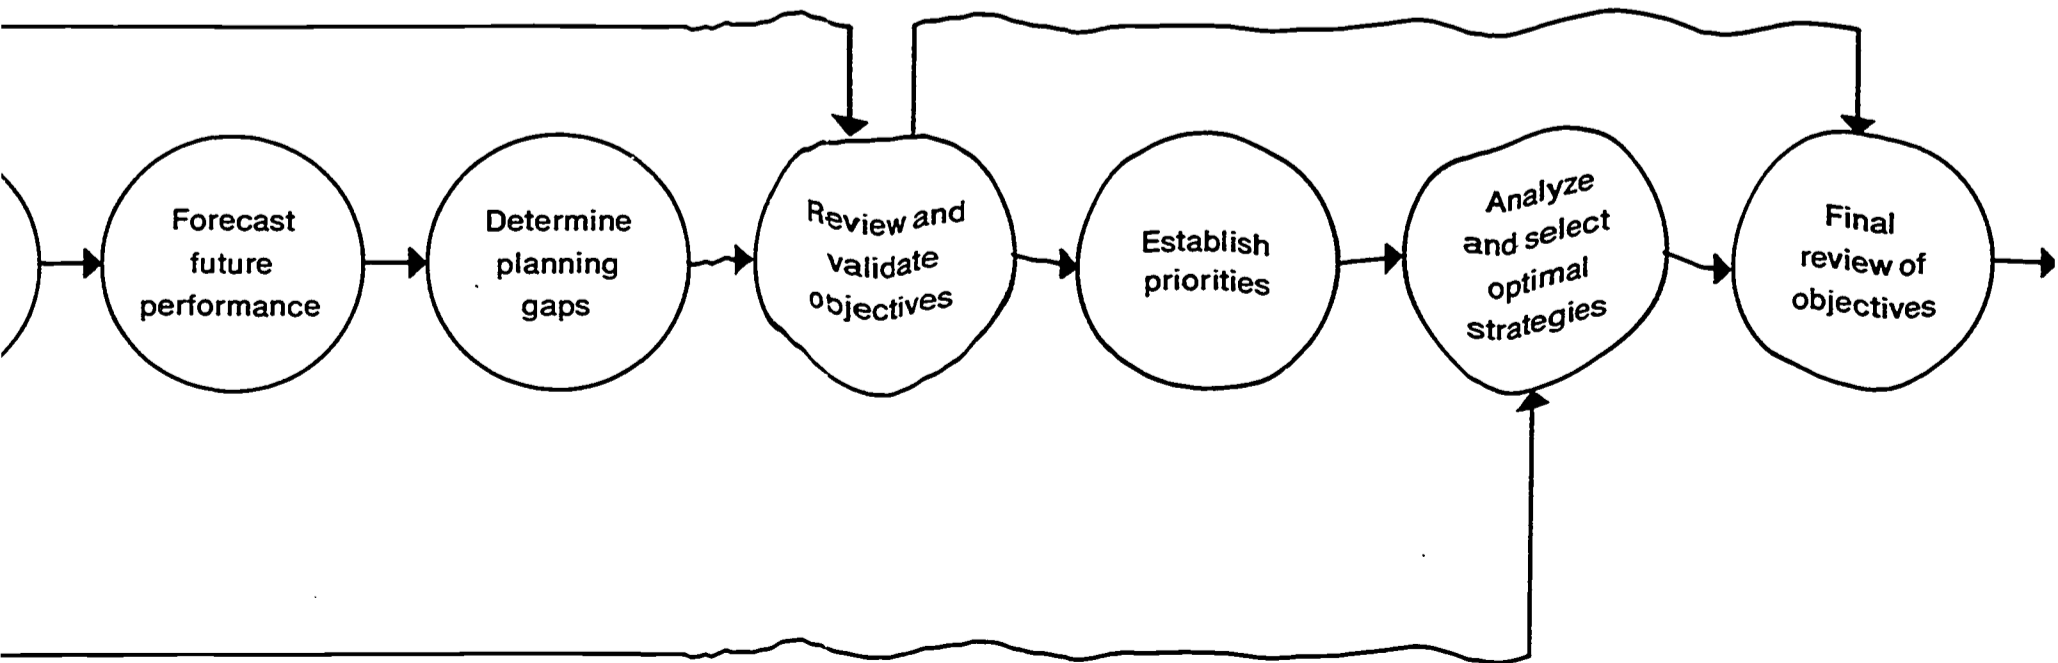 Forecast
future
performance
Determine
planning
gaps
Review and
validate
objectives
Establish
priorities
Analyze
and select
optimal
strategies
Final
review of
objectives